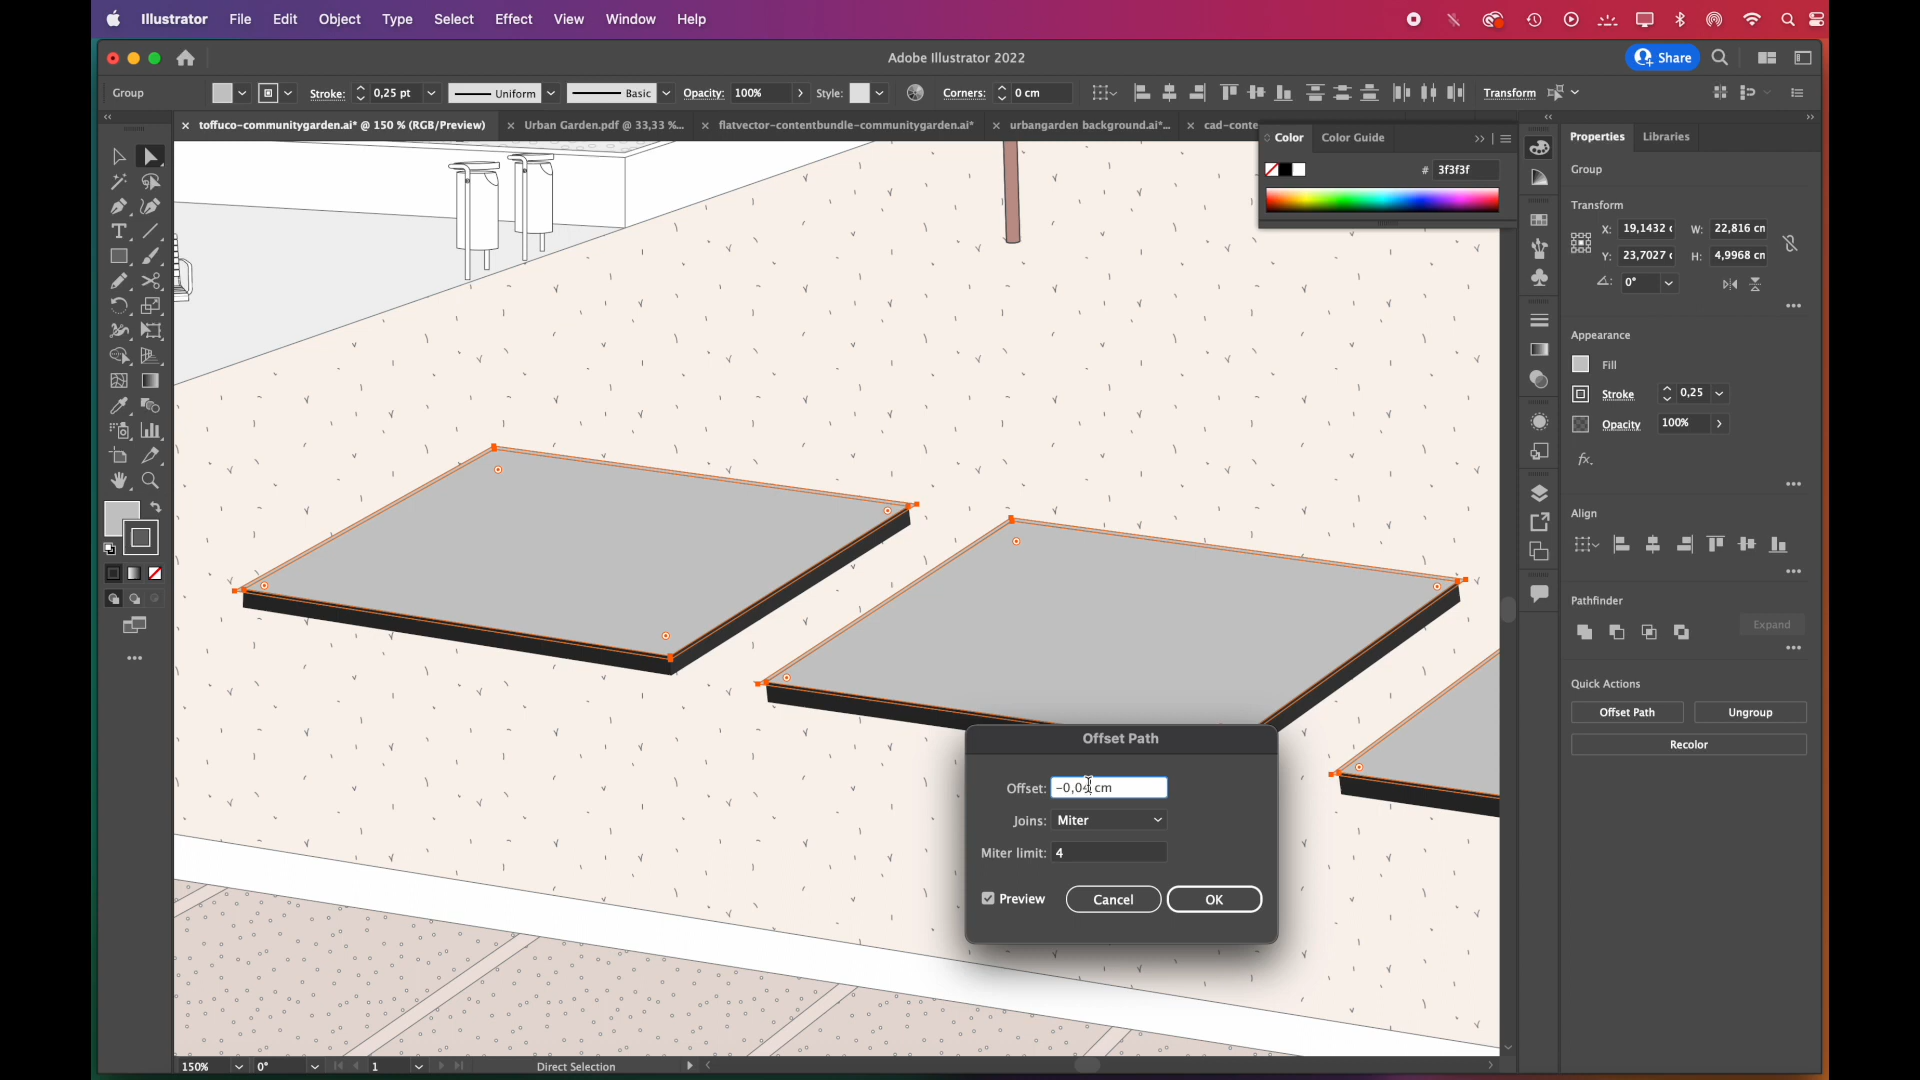 Illustrator File Edit Object Type Select Effect View Window Help
Adobe Illustrator 2022
Share
Group Stroke: 0,25 pt Uniform Basic Opacity: 100% Style: Corners: 0 cm Transform
× toffuco-communitygarden.ai* @ 150 % (RGB/Preview) × Urban Garden.pdf @ 33,33 %... × flatvector-contentbundle-communitygarden.ai* × urbangarden background.ai*... × cad-conte
Color Color Guide
# 3f3f3f
Properties Libraries
Group
Transform
X: 19,1432 c W: 22,816 cm
Y: 23,7027 c H: 4,9968 cm
0°
Appearance
Fill
Stroke 0,25
Opacity 100%
fx.
Align
Pathfinder
Expand
Quick Actions
Offset Path Ungroup
Recolor
Offset Path
Offset: cm
Joins: Miter
Miter limit: 4
Preview Cancel OK
150% 0° 1 Direct Selection